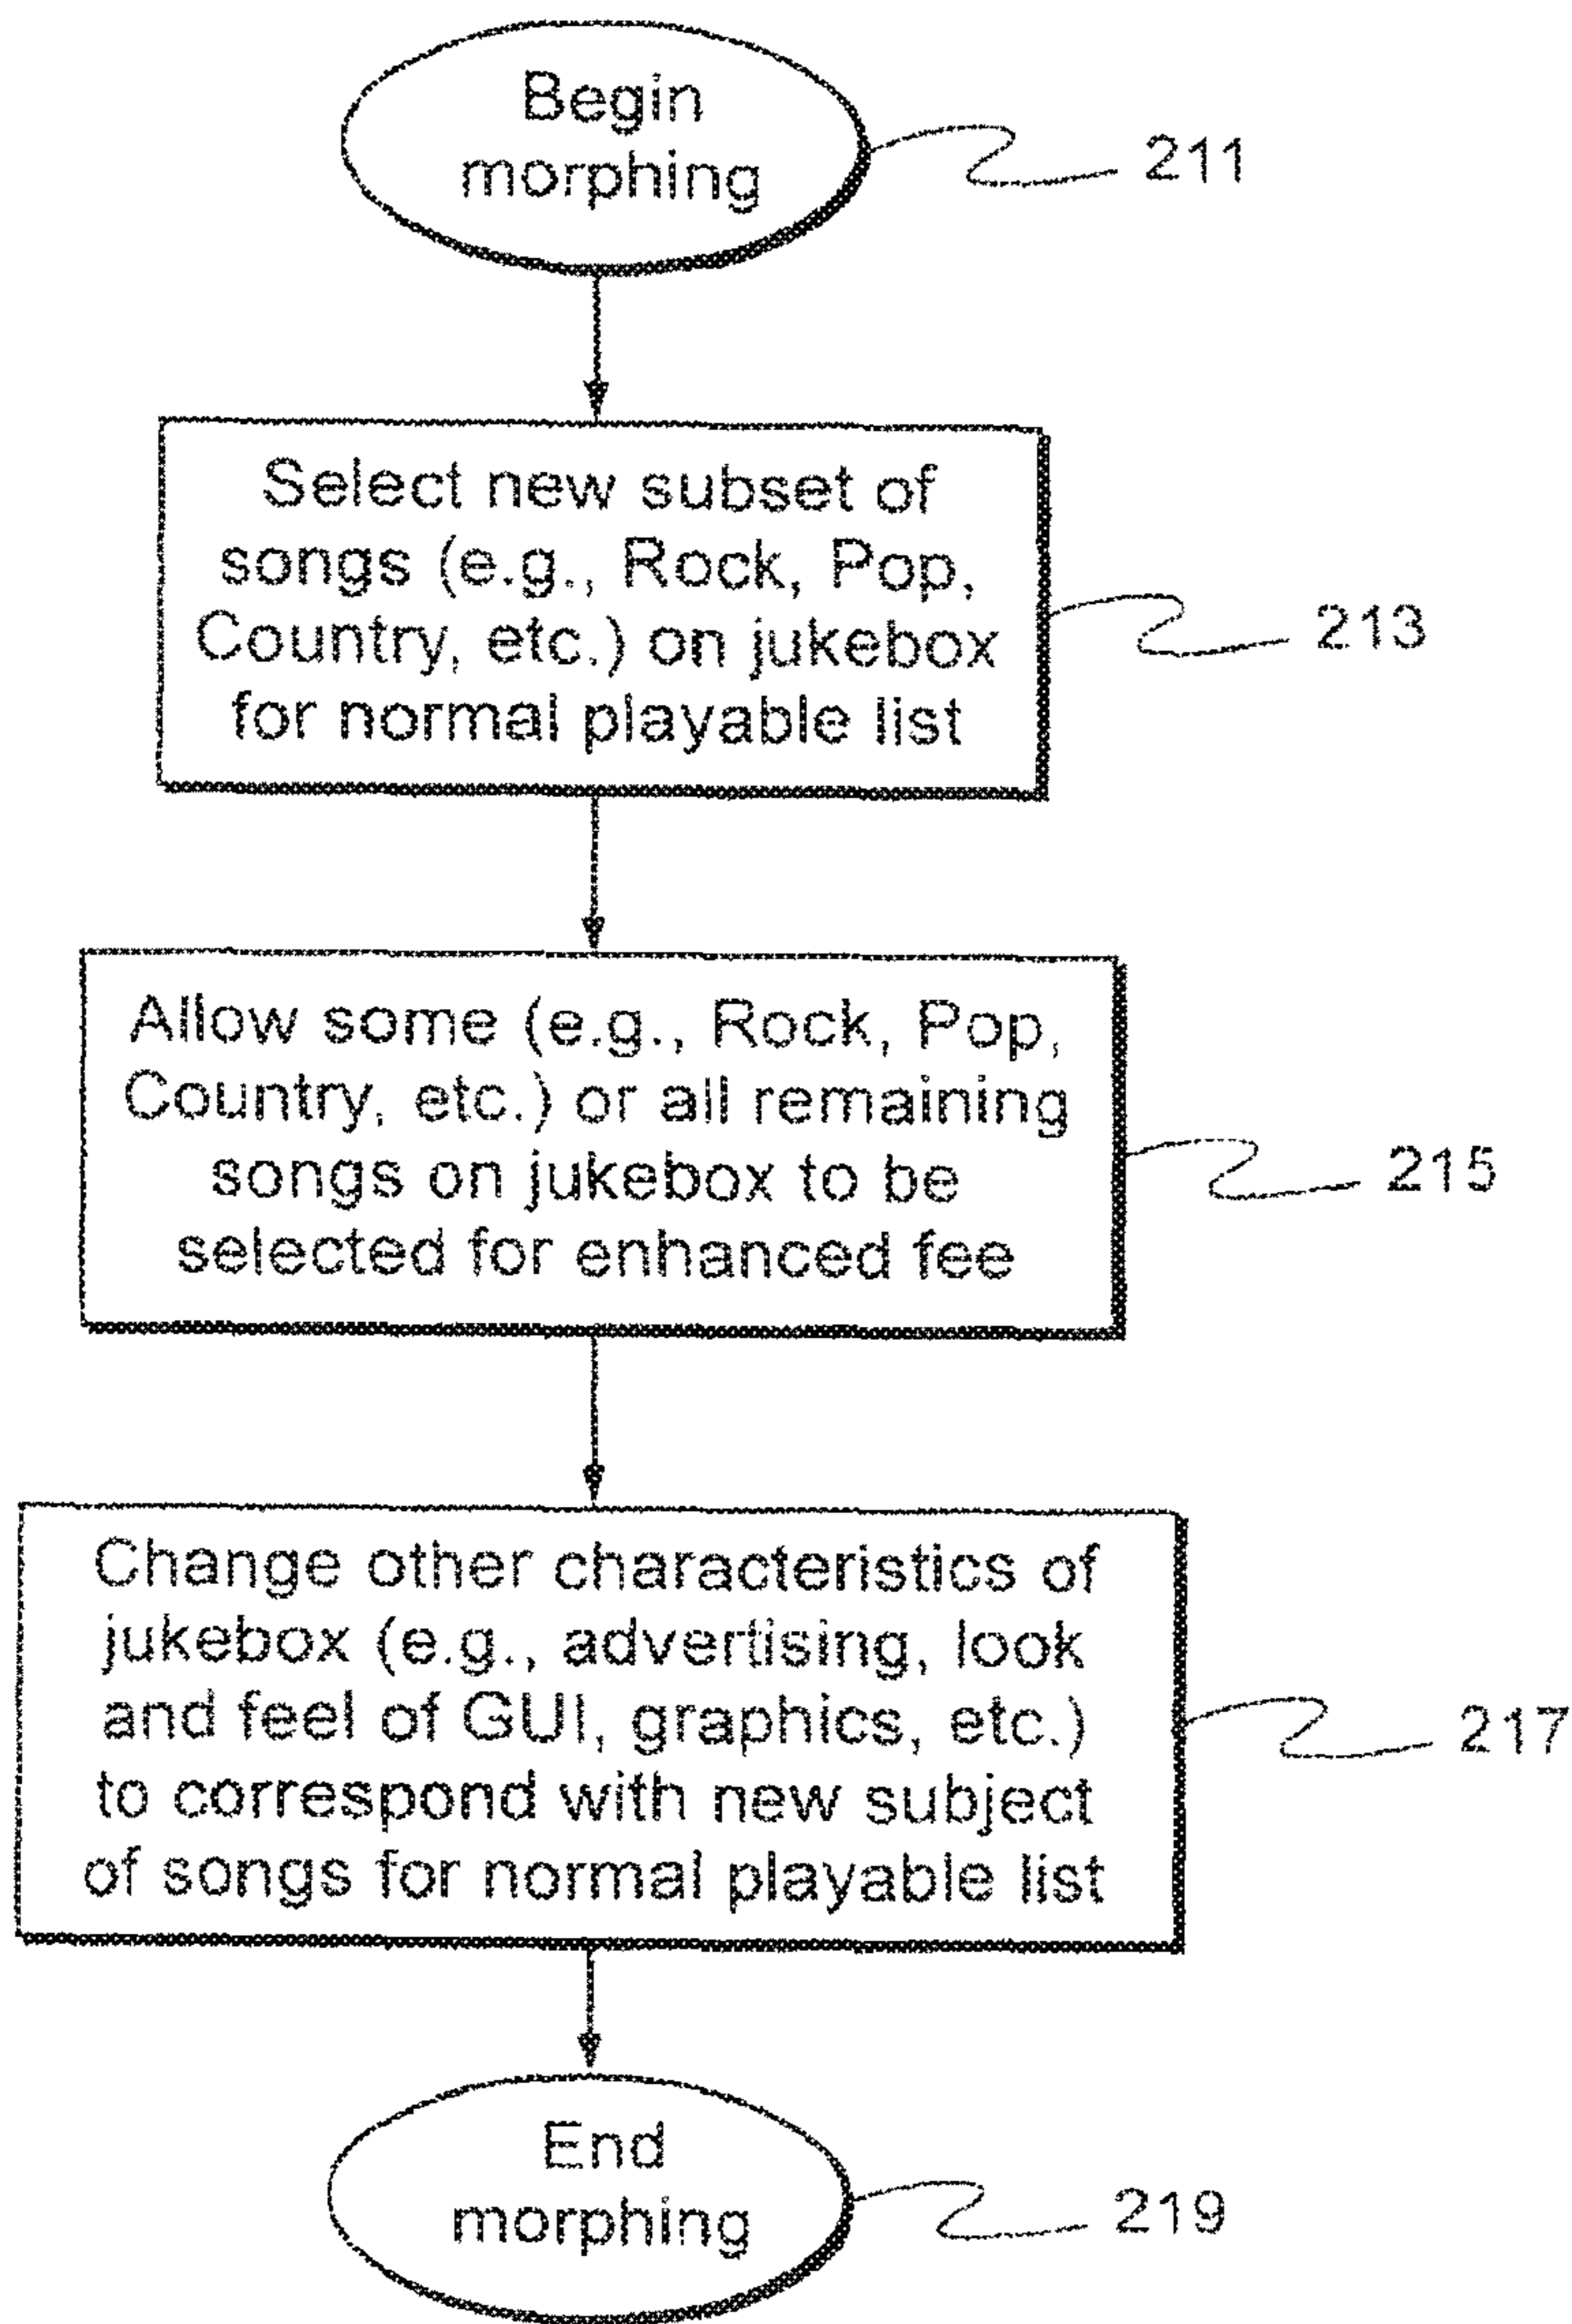 Begin
morphing
211
Select new subset of
songs (e.g., Rock, Pop,
Country, etc.) on jukebox
for normal playable list
213
Allow some (e.g., Rock, Pop,
Country, etc.) or all remaining
songs on jukebox to be
selected for enhanced fee
215
Change other characteristics of
jukebox (e.g., advertising, look
and feel of GUI, graphics, etc.)
to correspond with new subject
of songs for normal playable list
217
End
morphing
219